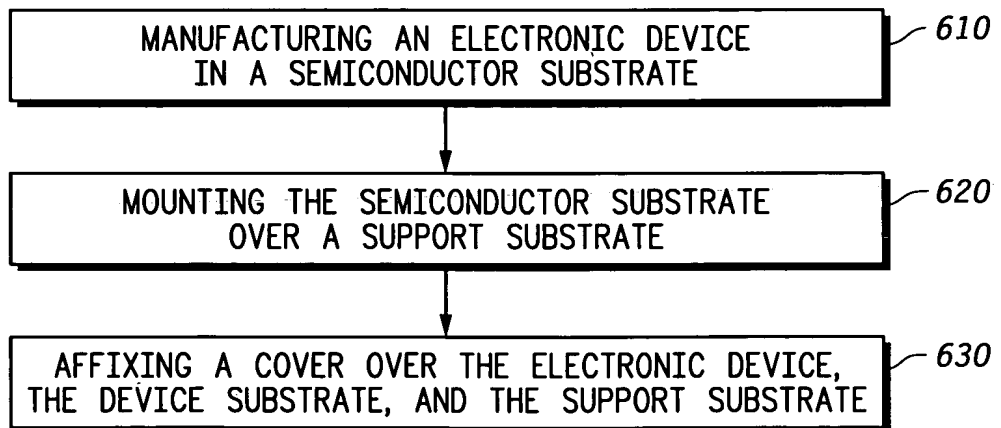 MANUFACTURING AN ELECTRONIC DEVICE
IN A SEMICONDUCTOR SUBSTRATE
610
MOUNTING THE SEMICONDUCTOR SUBSTRATE
OVER A SUPPORT SUBSTRATE
620
AFFIXING A COVER OVER THE ELECTRONIC DEVICE,
THE DEVICE SUBSTRATE, AND THE SUPPORT SUBSTRATE
630